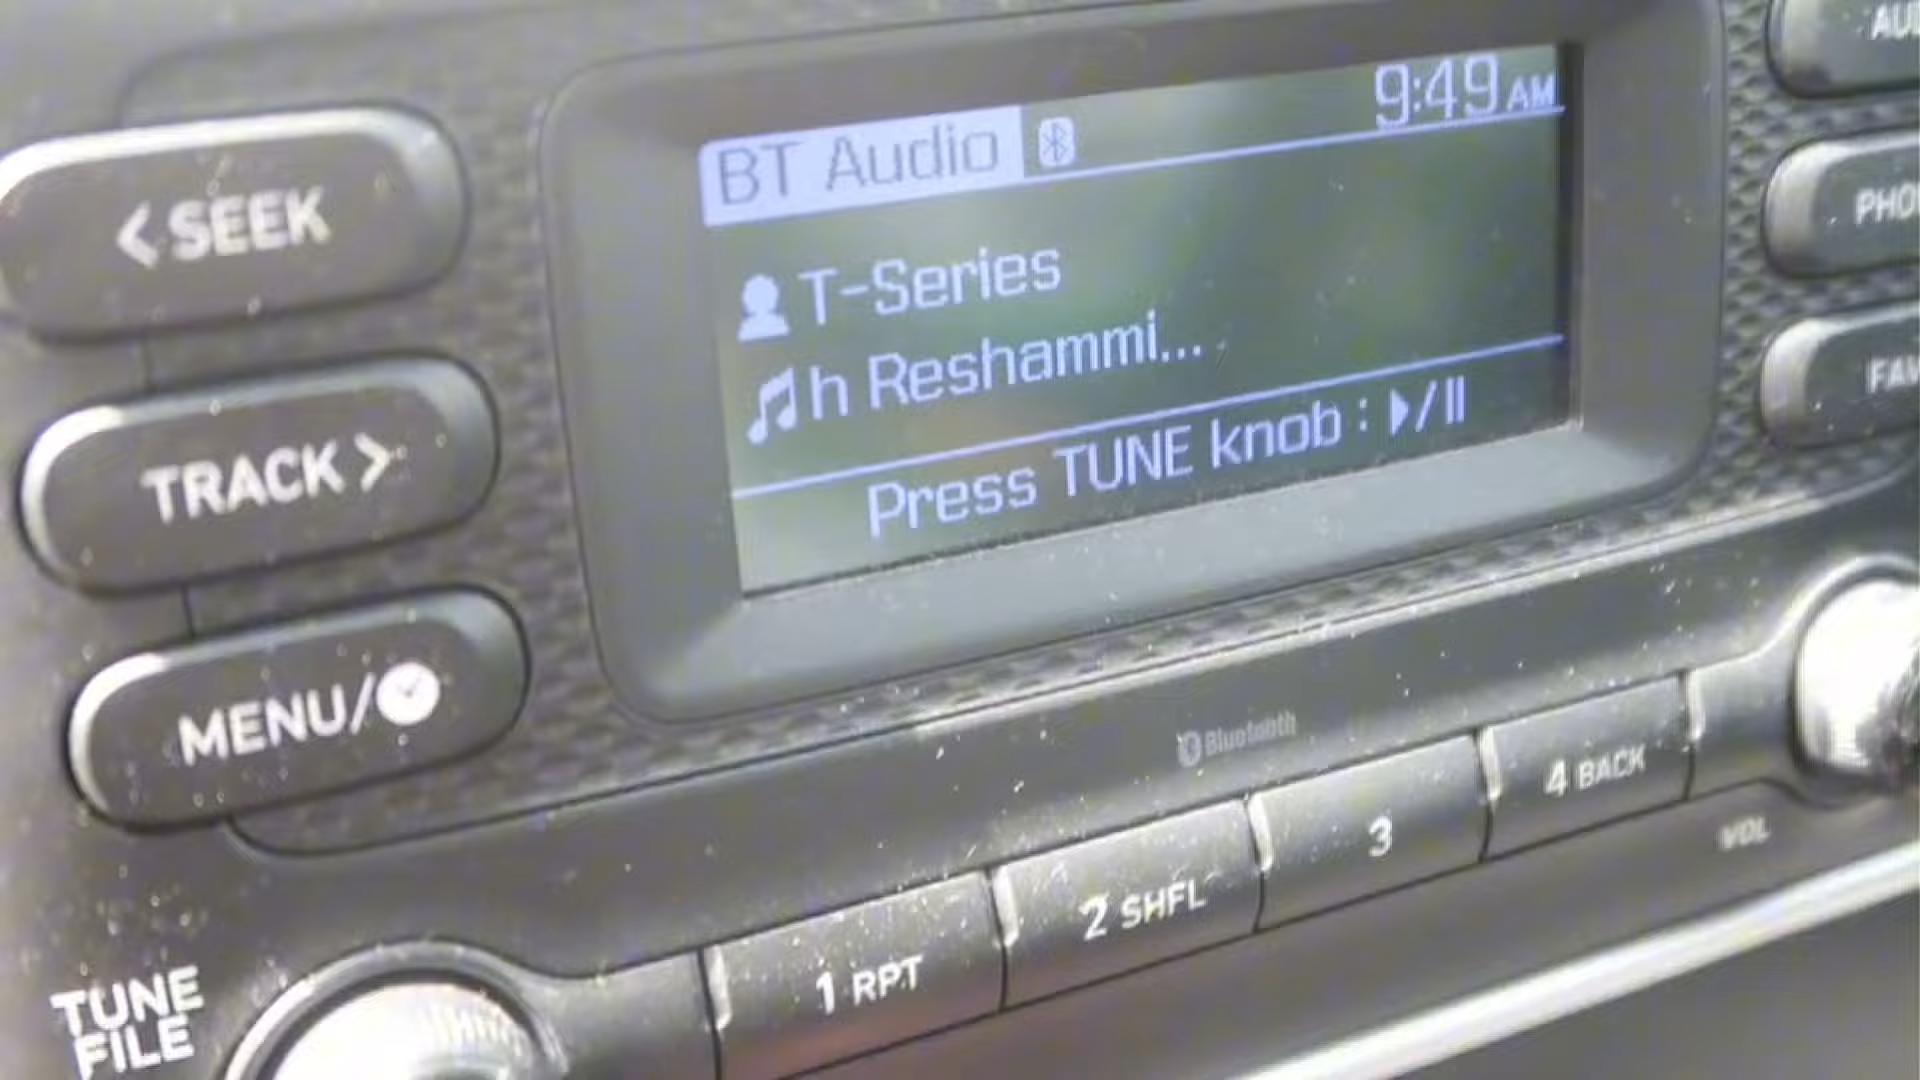 AU
9:49 AM
BT Audio
< SEEK
PHO
T-Series
h Reshammi...
FAV
TRACK >
Press TUNE knob : ▶/II
MENU/
Bluetooth
4 BACK
3
VOL
2 SHFL
1 RPT
TUNE
FILE